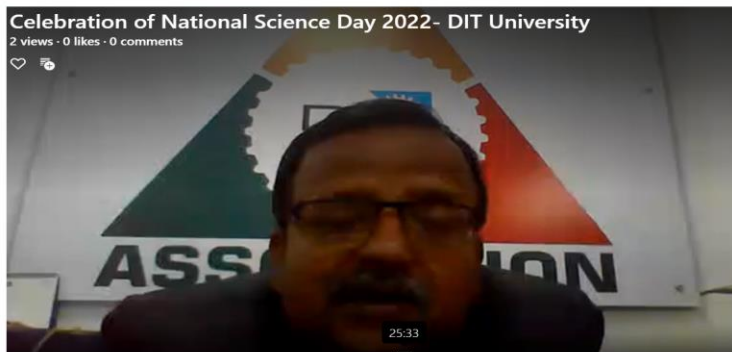 Celebration of National Science Day 2022- DIT University
2 views · 0 likes · 0 comments
ASS ION
25:33